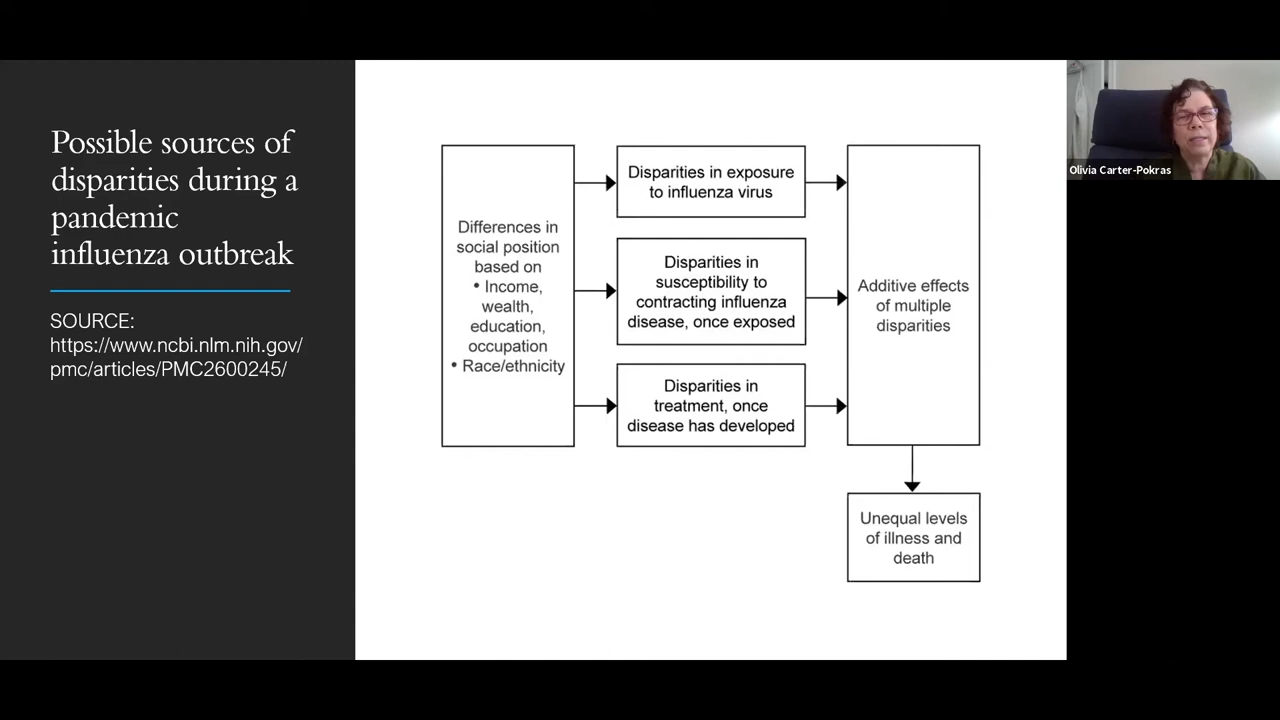 Possible sources of
disparities during a
pandemic
influenza outbreak
SOURCE:
https://www.ncbi.nlm.nih.gov/
pmc/articles/PMC2600245/
Differences in
social position
based on
• Income,
wealth,
education,
occupation
• Race/ethnicity
Disparities in exposure
to influenza virus
Disparities in
susceptibility to
contracting influenza
disease, once exposed
Disparities in
treatment, once
disease has developed
Additive effects
of multiple
disparities
Unequal levels
of illness and
death
Olivia Carter-Pokras